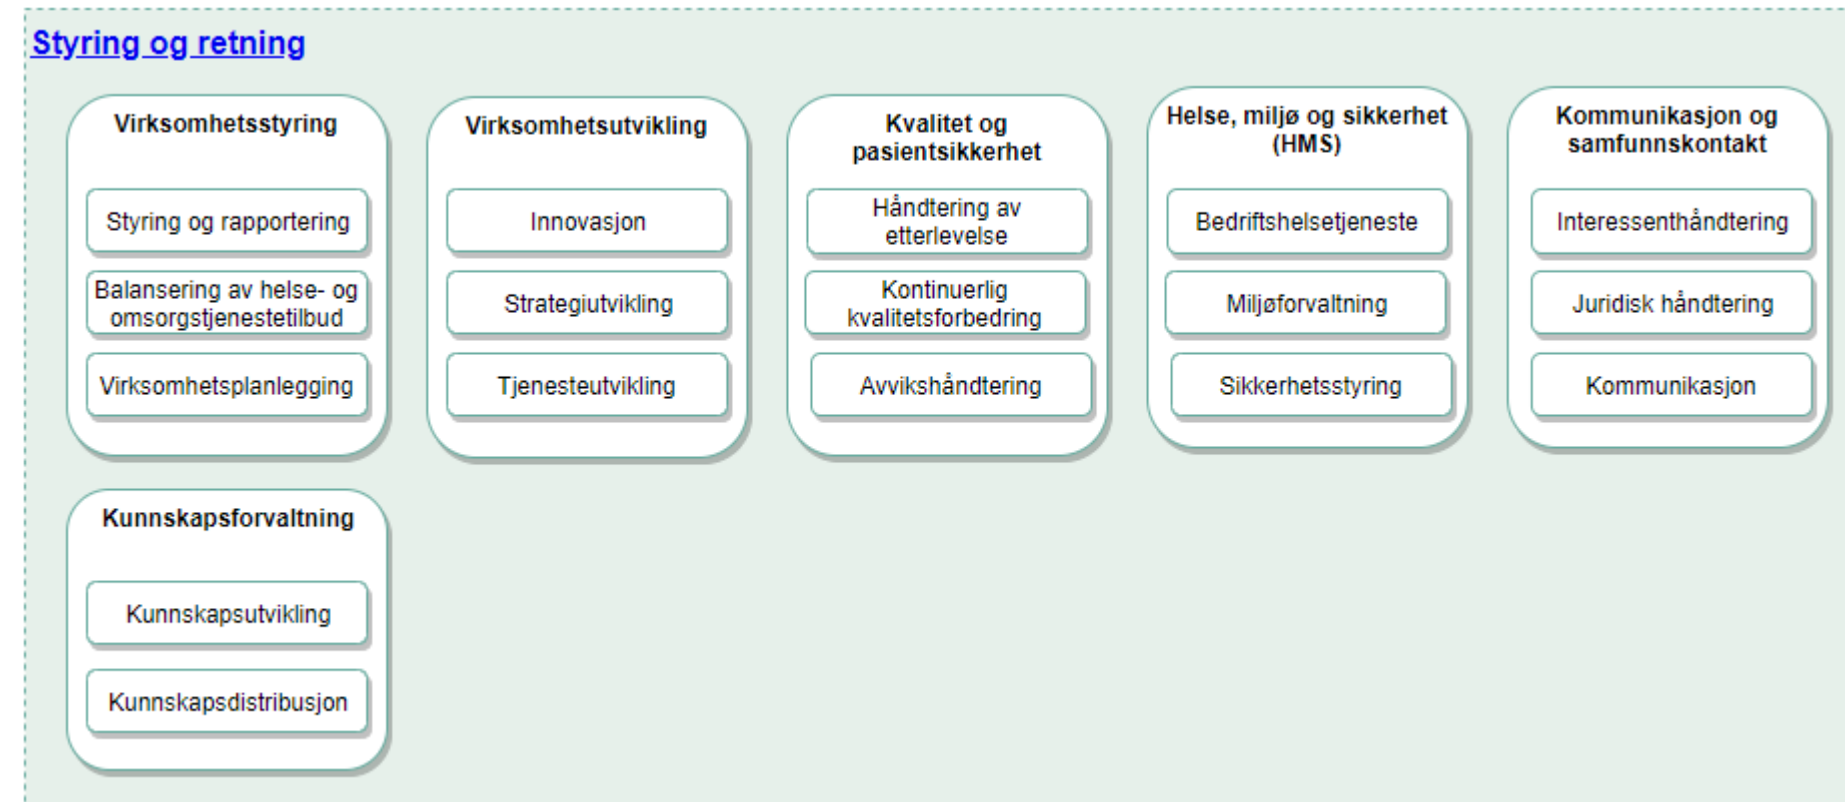 Styring og retning
Virksomhetsstyring
Styring og rapportering
Balansering av helse- og
omsorgstjenestetilbud
Virksomhetsplanlegging
Virksomhetsutvikling
Innovasjon
Strategiutvikling
Tjenesteutvikling
Kvalitet og
pasientsikkerhet
Håndtering av
etterlevelse
Kontinuerlig
kvalitetsforbedring
Avvikshåndtering
Helse, miljø og sikkerhet
(HMS)
Bedriftshelsetjeneste
Miljøforvaltning
Sikkerhetsstyring
Kommunikasjon og
samfunnskontakt
Interessenthåndtering
Juridisk håndtering
Kommunikasjon
Kunnskapsforvaltning
Kunnskapsutvikling
Kunnskapsdistribusjon